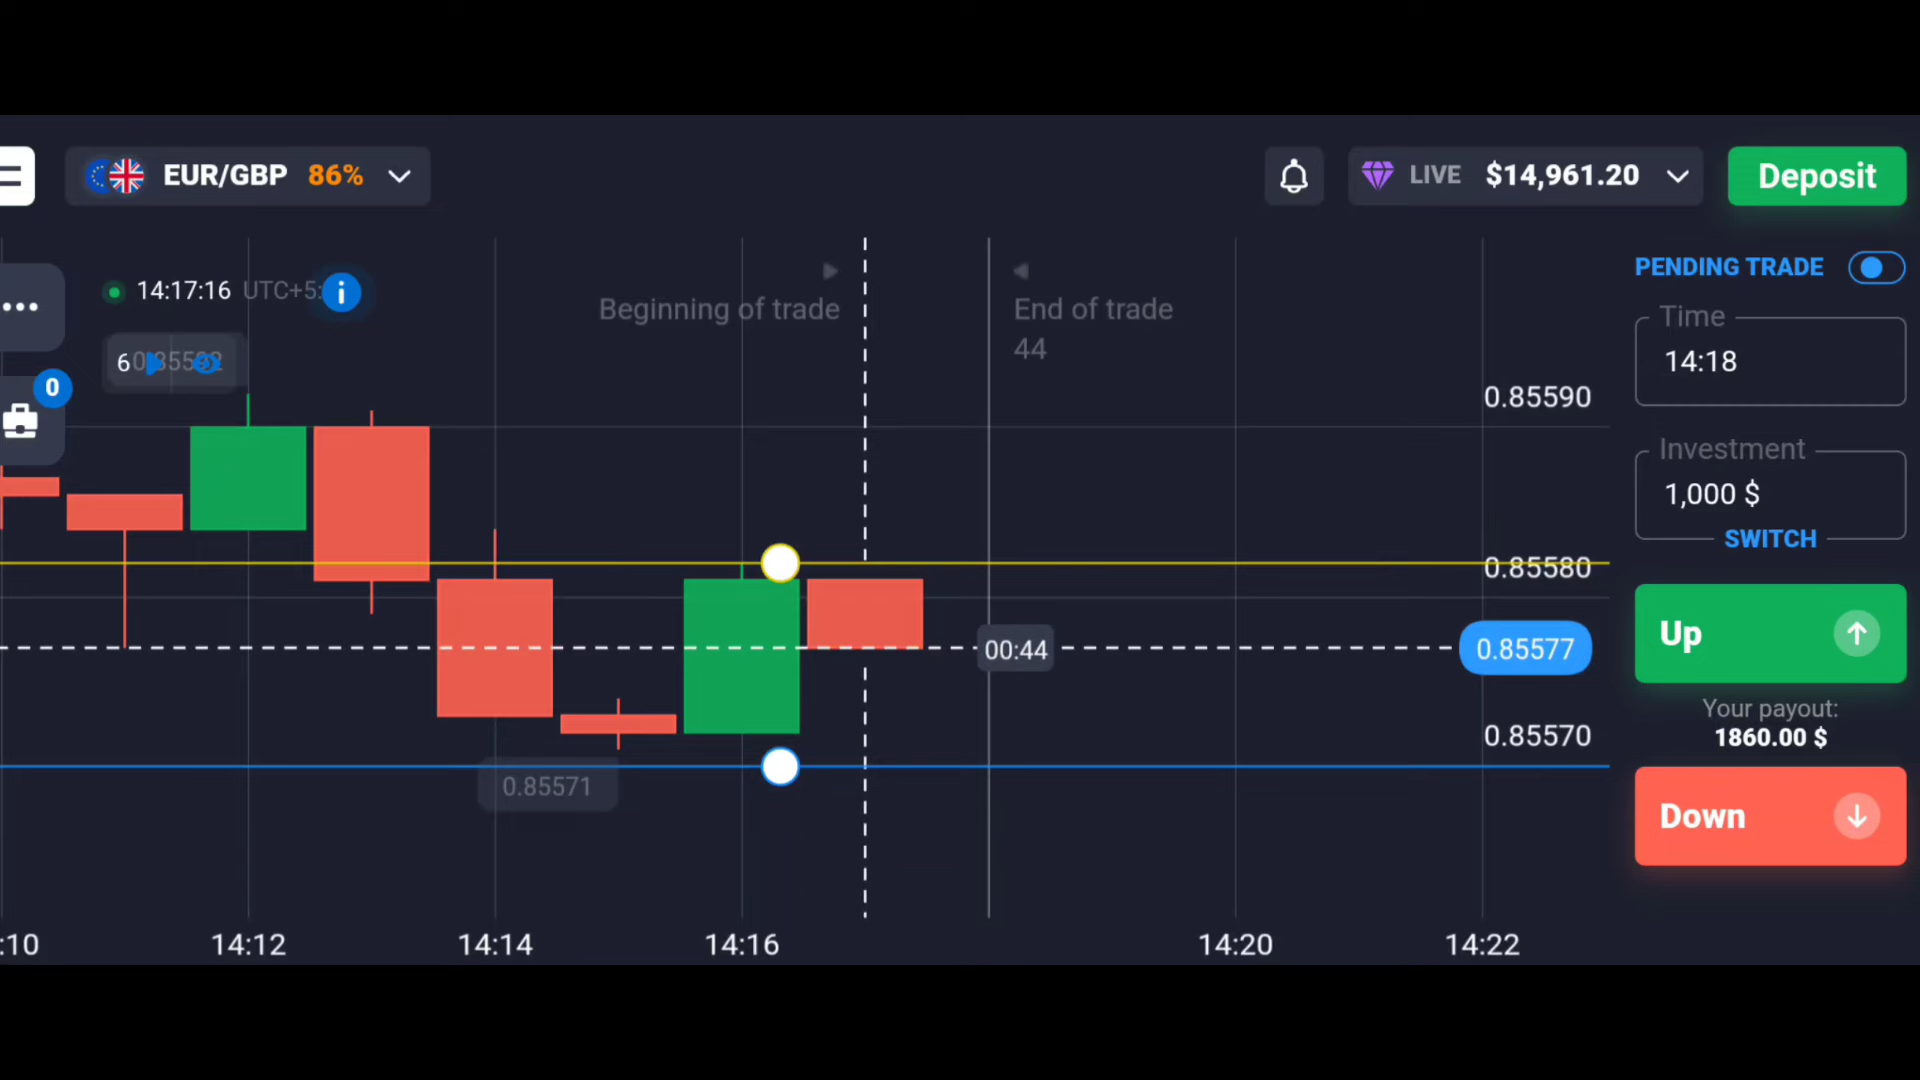 EUR/GBP 86%
LIVE $14,961.20
Deposit
14:17:16 UTC+5:
i
PENDING TRADE
Beginning of trade
End of trade
44
Time
14:18
6
0
0.85590
Investment
1,000 $
SWITCH
0.85580
Up
00:44
0.85577
Your payout:
1860.00 $
0.85570
0.85571
Down
:10
14:12
14:14
14:16
14:20
14:22